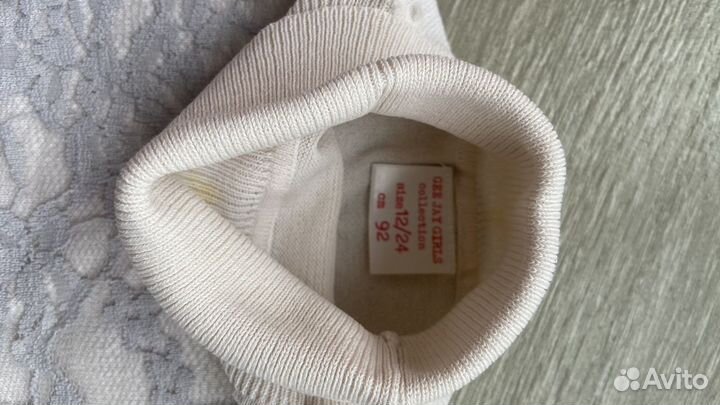 GEE JAY GIRLS
collection
size 12/24
cm 92
Avito